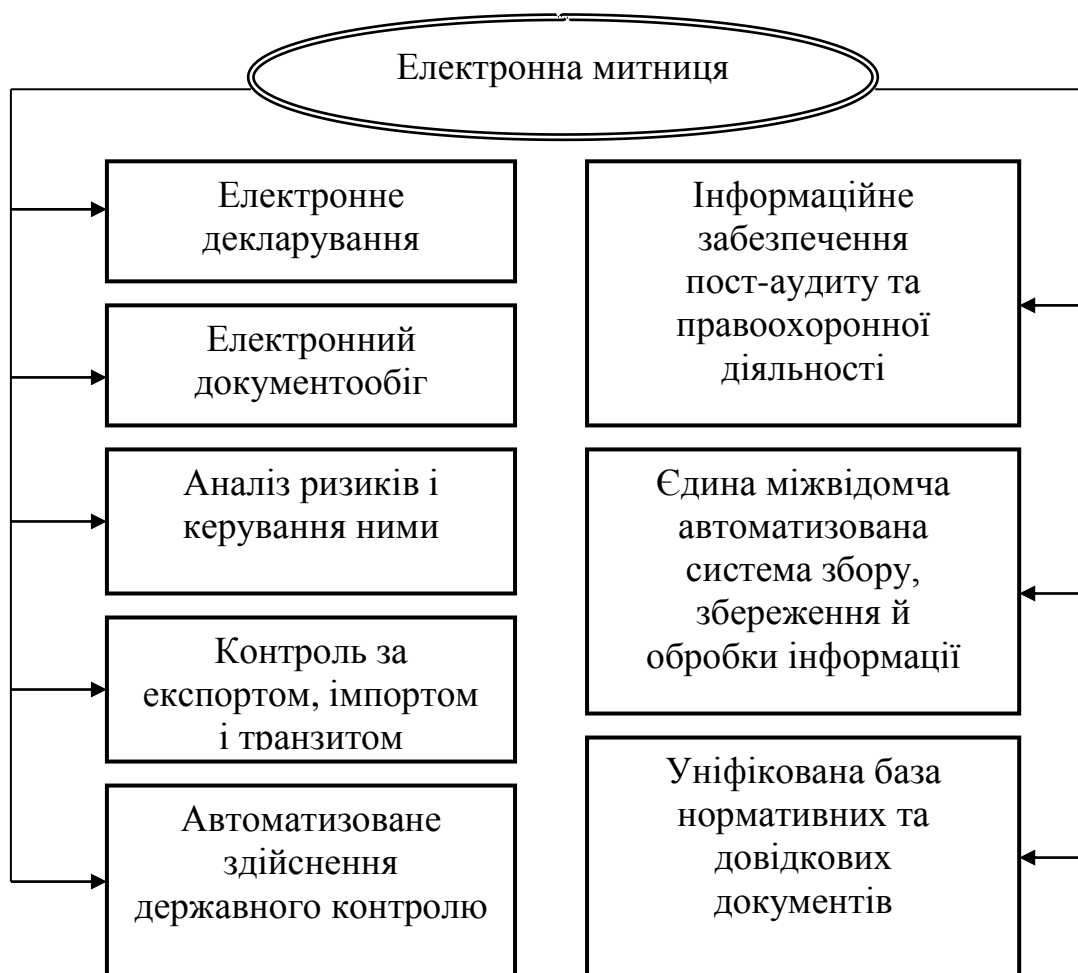 Електронна митниця
Електронне
декларування
Електронний
документообіг
Аналіз ризиків і
керування ними
Контроль за
експортом, імпортом
і транзитом
Автоматизоване
здійснення
державного контролю
Інформаційне
забезпечення
пост-аудиту та
правоохоронної
діяльності
Єдина міжвідомча
автоматизована
система збору,
збереження й
обробки інформації
Уніфікована база
нормативних та
довідкових
документів